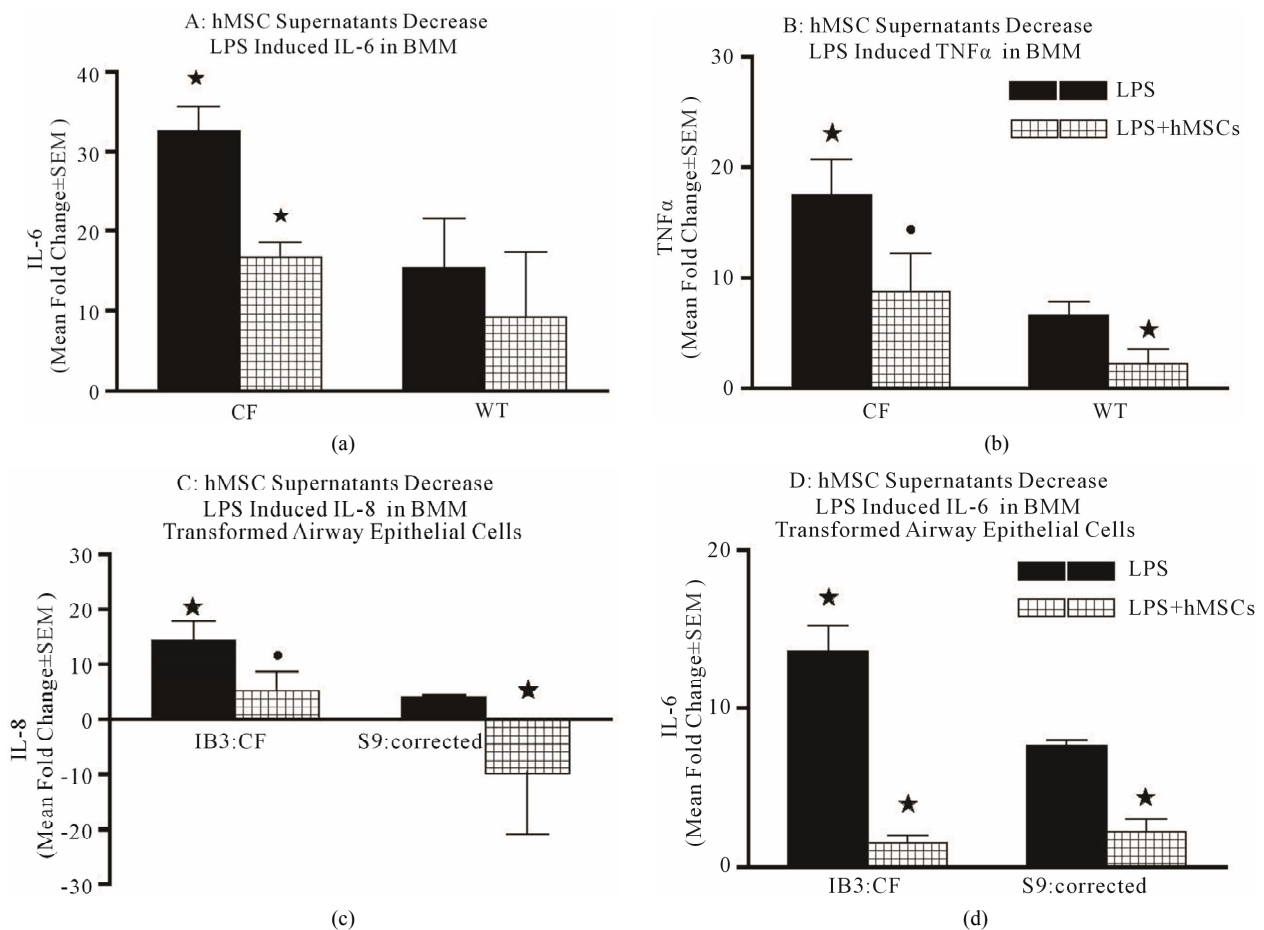 A: hMSC Supernatants Decrease
LPS Induced IL-6 in BMM
IL-6
(Mean Fold Change±SEM )
40
30
20
10
0
CF
WT
(a)
B: hMSC Supernatants Decrease
LPS Induced TNFα in BMM
TNFα
(Mean Fold Change±SEM )
30
20
10
0
LPS
LPS+hMSCs
CF
WT
(b)
C: hMSC Supernatants Decrease
LPS Induced IL-8 in BMM
Transformed Airway Epithelial Cells
IL-8
(Mean Fold Change±SEM )
30
20
10
0
-10
-20
-30
IB3:CF
S9:corrected
(c)
D: hMSC Supernatants Decrease
LPS Induced IL-6 in BMM
Transformed Airway Epithelial Cells
IL-6
(Mean Fold Change±SEM )
20
10
0
LPS
LPS+hMSCs
IB3:CF
S9:corrected
(d)